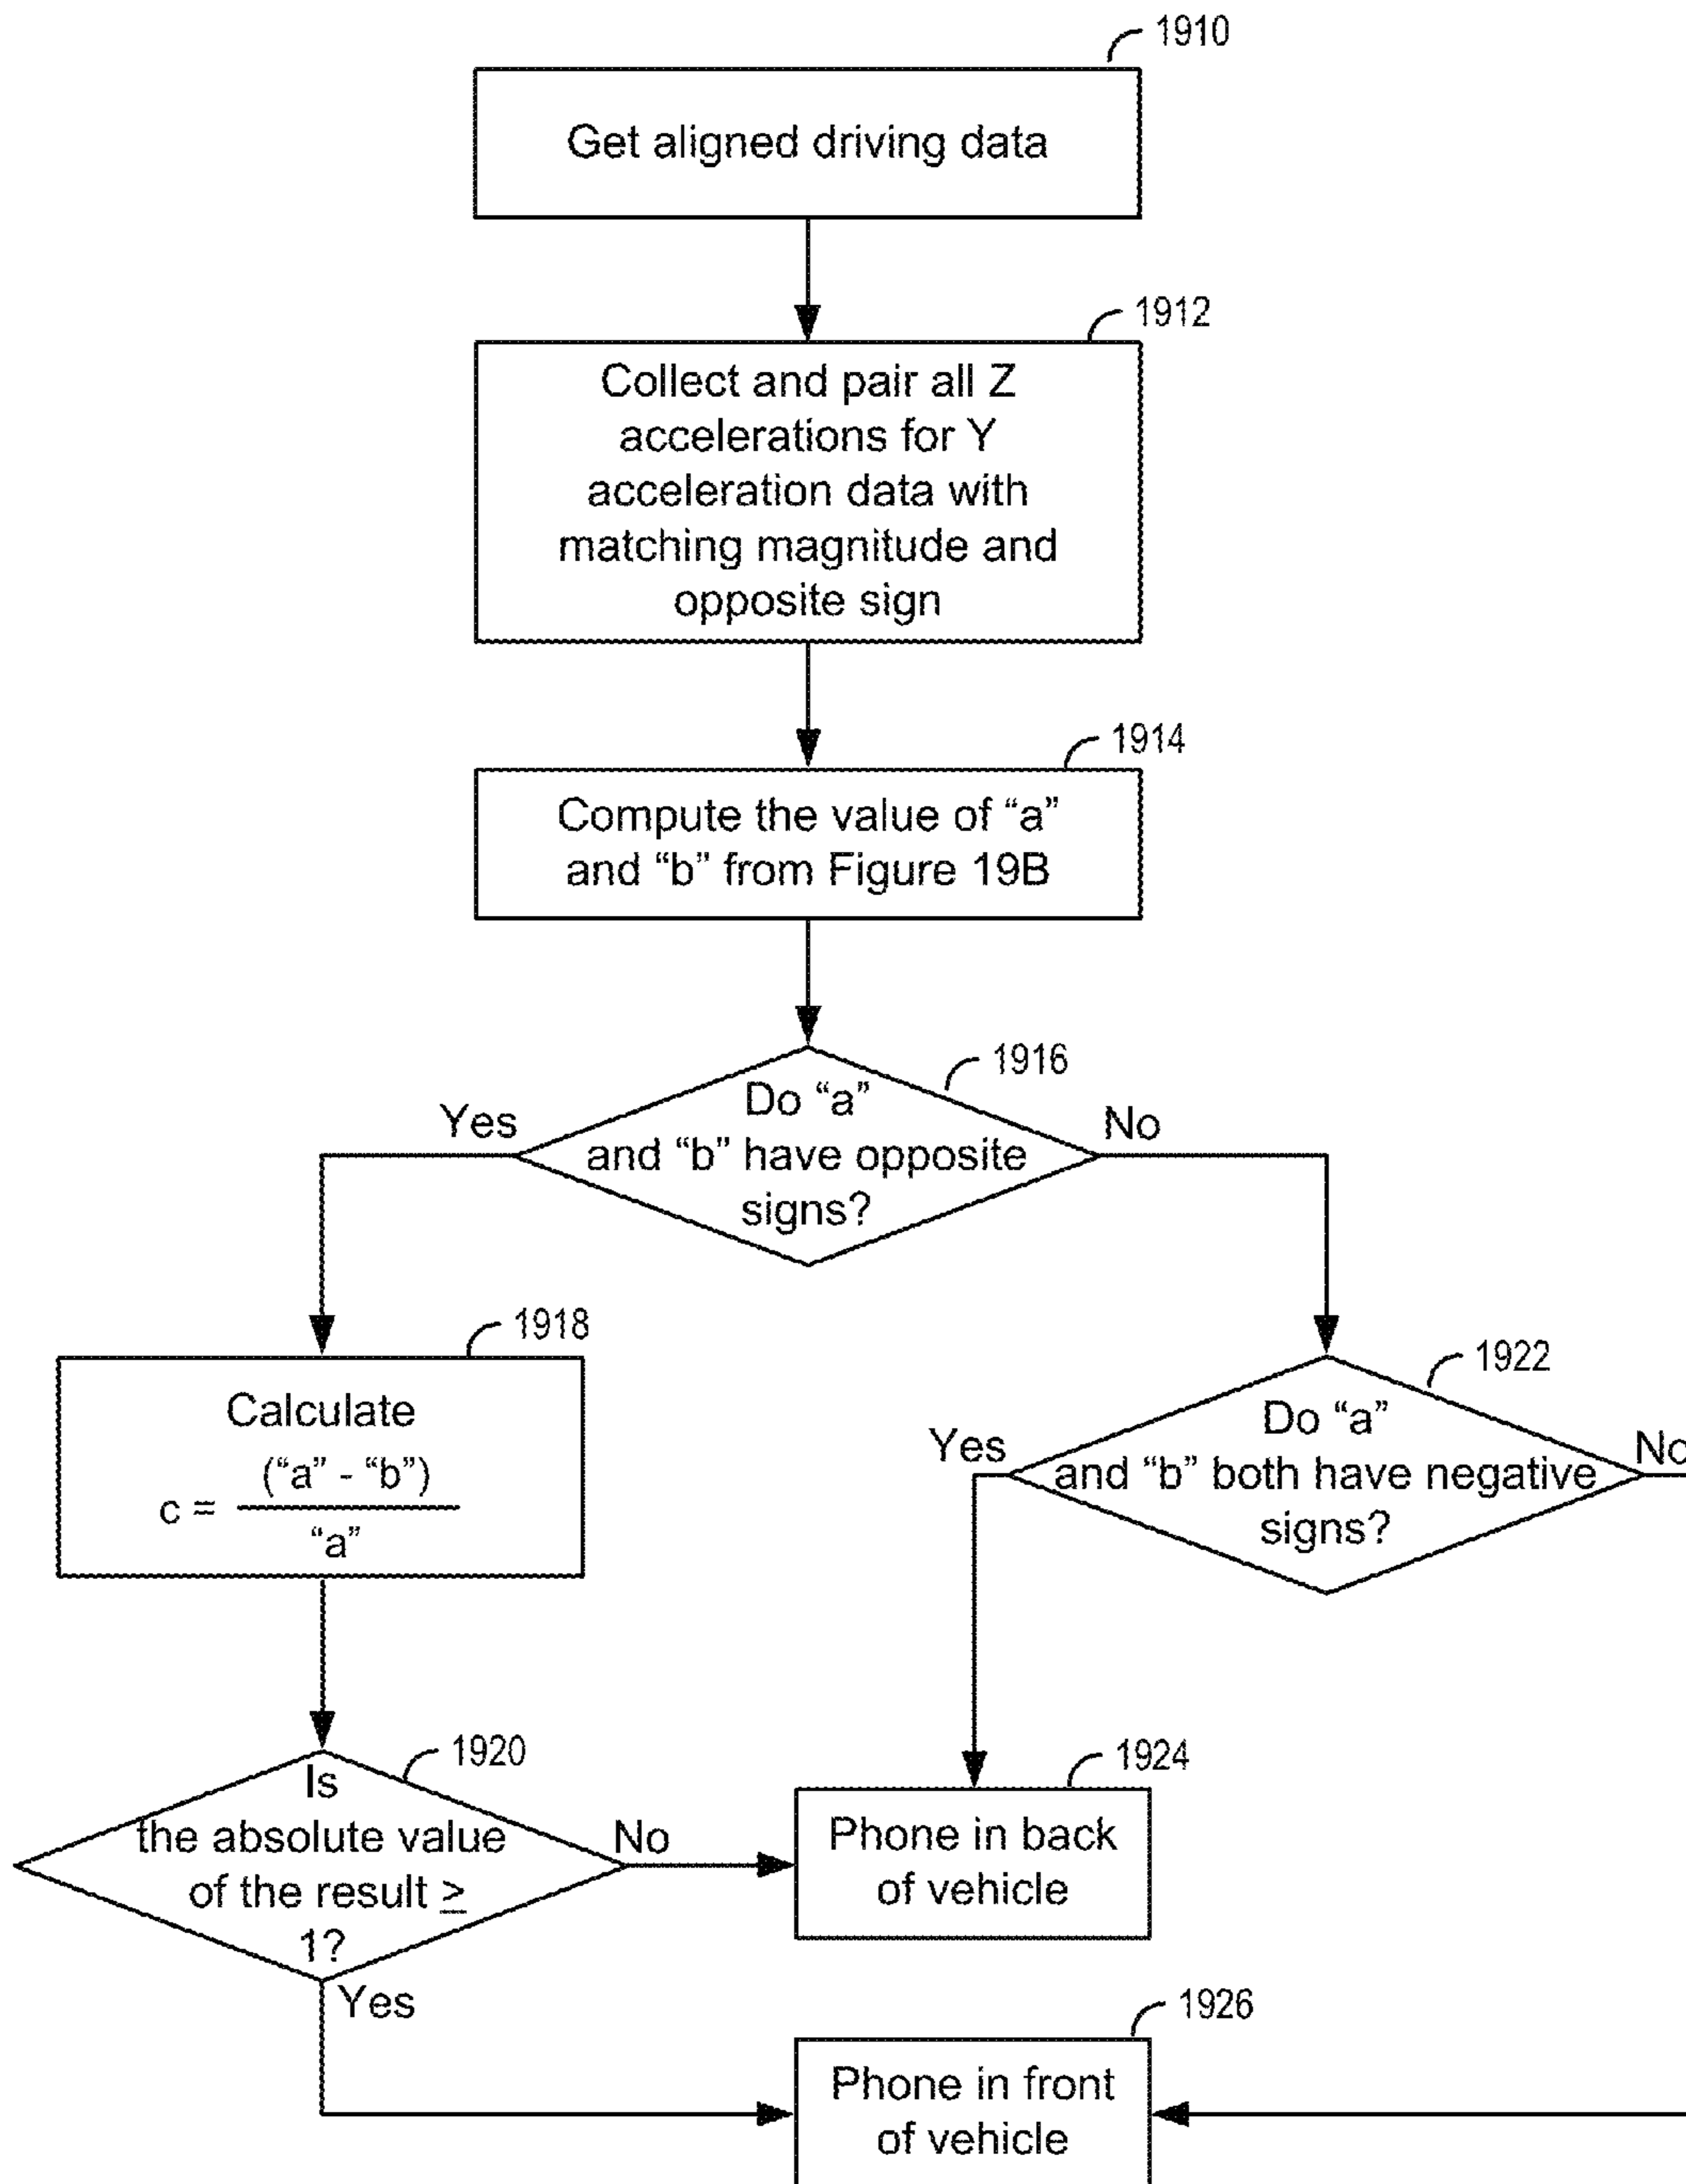 1910
Get aligned driving data
1912
Collect and pair all Z
accelerations for Y
acceleration data with
matching magnitude and
opposite sign
1914
Compute the value of “a”
and “b” from Figure 19B
1916
Do “a”
and “b” have opposite
signs?
Yes
No
1918
Calculate
c = (“a” - “b”)
“a”
1922
Do “a”
and “b” both have negative
signs?
Yes
No
1920
Is
the absolute value
of the result ≥
1?
No
Yes
1924
Phone in back
of vehicle
1926
Phone in front
of vehicle